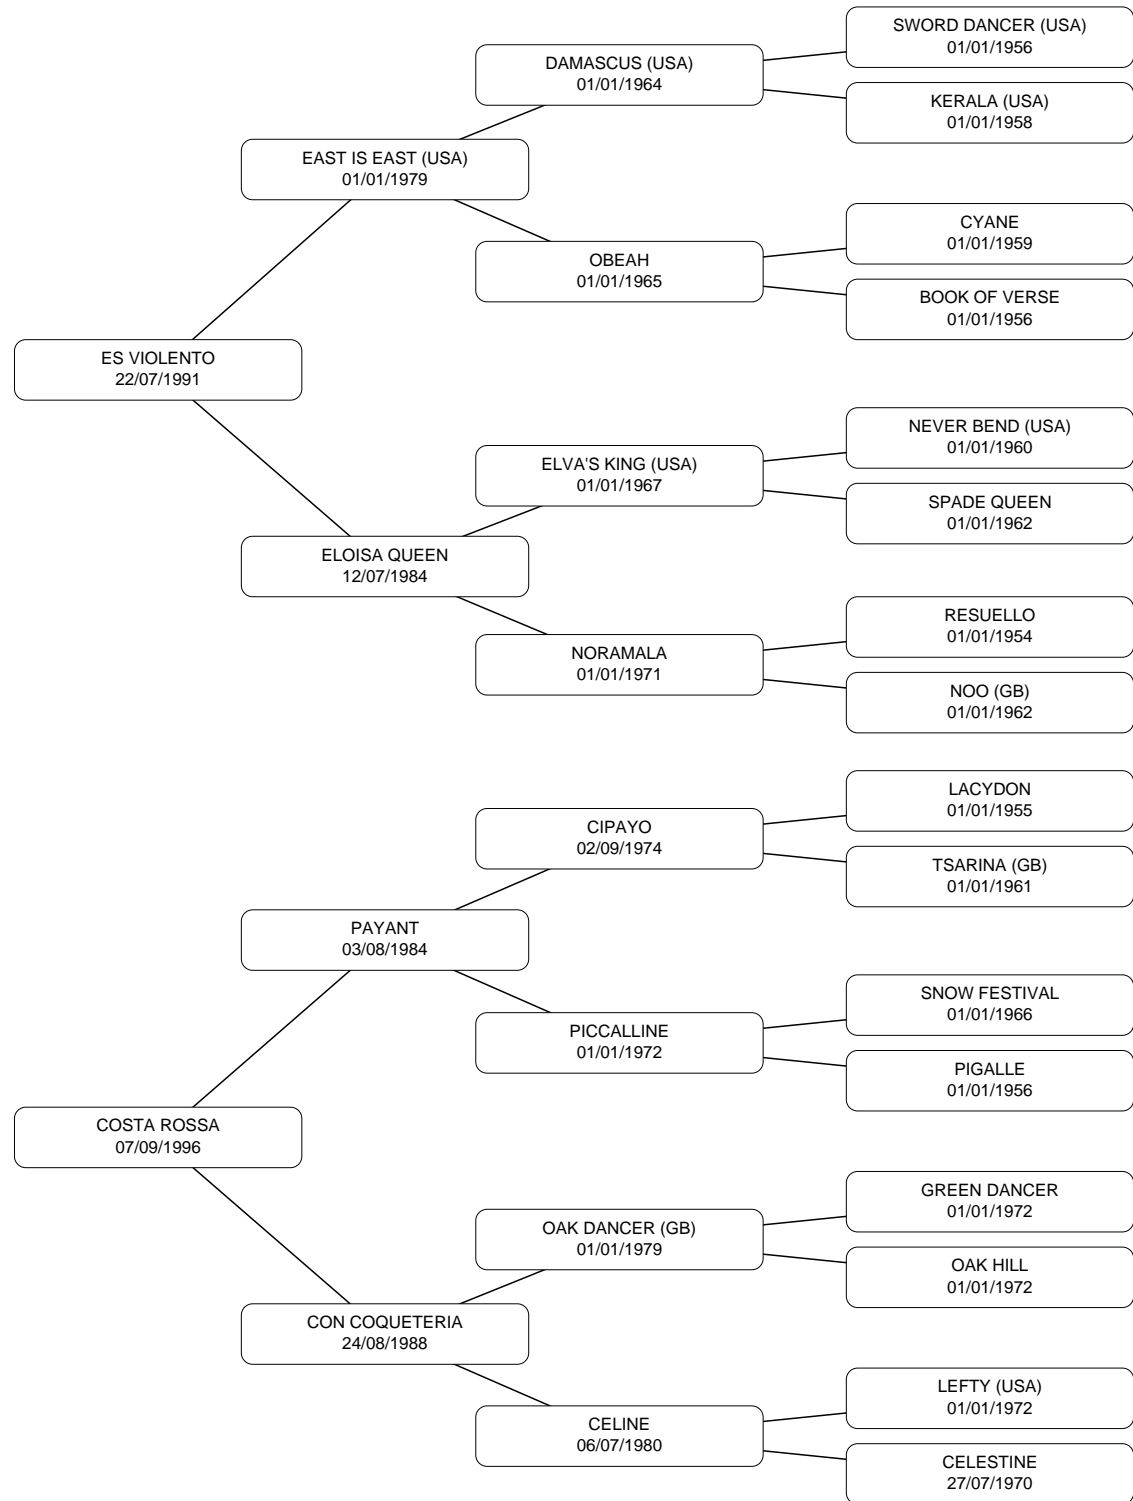 SWORD DANCER (USA)
01/01/1956
DAMASCUS (USA)
01/01/1964
KERALA (USA)
01/01/1958
EAST IS EAST (USA)
01/01/1979
CYANE
01/01/1959
OBEAH
01/01/1965
BOOK OF VERSE
01/01/1956
ES VIOLENTO
22/07/1991
NEVER BEND (USA)
01/01/1960
ELVA'S KING (USA)
01/01/1967
SPADE QUEEN
01/01/1962
ELOISA QUEEN
12/07/1984
RESUELLO
01/01/1954
NORAMALA
01/01/1971
NOO (GB)
01/01/1962
LACYDON
01/01/1955
CIPAYO
02/09/1974
TSARINA (GB)
01/01/1961
PAYANT
03/08/1984
SNOW FESTIVAL
01/01/1966
PICCALLINE
01/01/1972
PIGALLE
01/01/1956
COSTA ROSSA
07/09/1996
GREEN DANCER
01/01/1972
OAK DANCER (GB)
01/01/1979
OAK HILL
01/01/1972
CON COQUETERIA
24/08/1988
LEFTY (USA)
01/01/1972
CELINE
06/07/1980
CELESTINE
27/07/1970